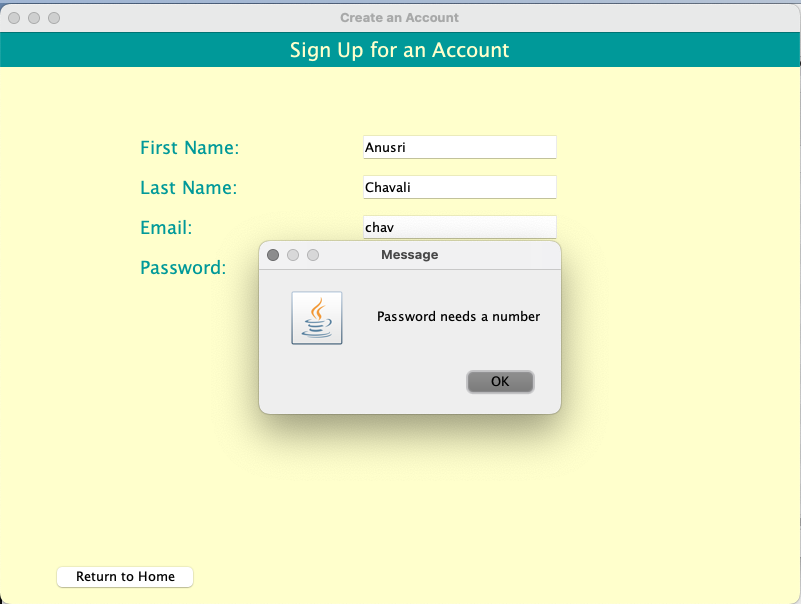 Create an Account
Sign Up for an Account
First Name: Anusri
Last Name: Chavali
Email: chav
Password:
Message
Password needs a number
OK
Return to Home